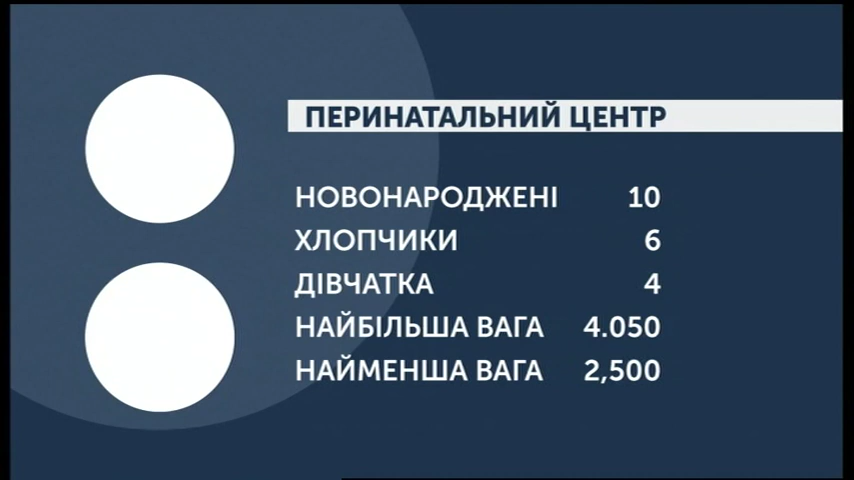 ПЕРИНАТАЛЬНИЙ ЦЕНТР
НОВОНАРОДЖЕНІ 10
ХЛОПЧИКИ 6
ДІВЧАТКА 4
НАЙБІЛЬША ВАГА 4.050
НАЙМЕНША ВАГА 2,500